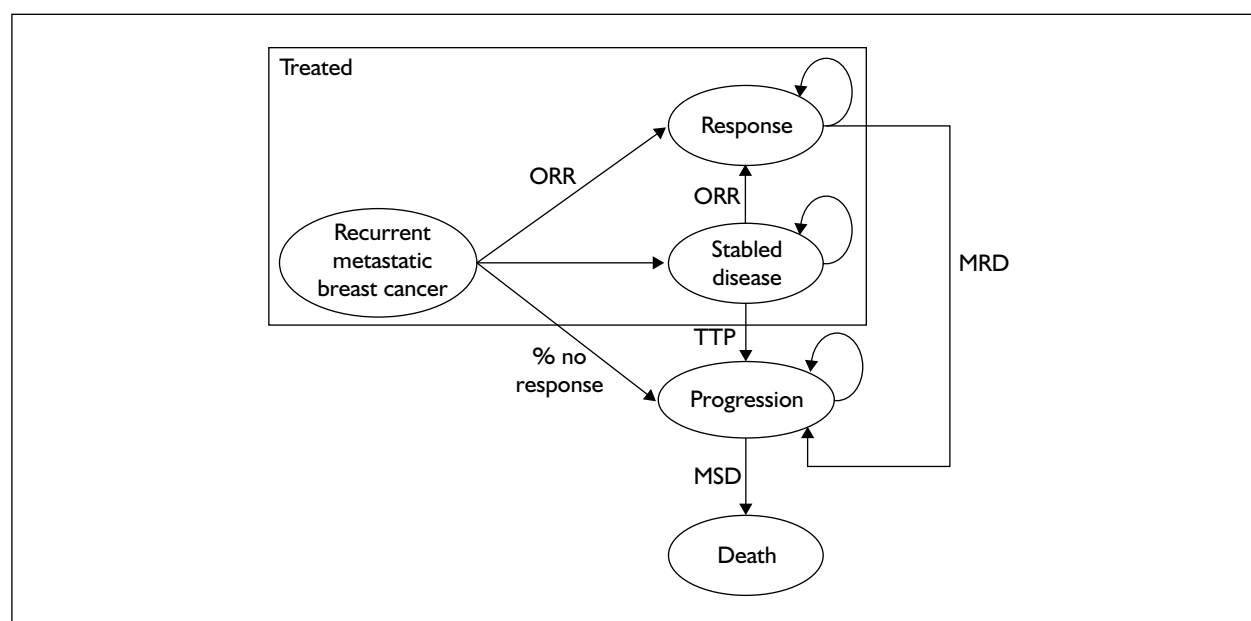 Treated
Response
ORR
ORR
Recurrent
metastatic
breast cancer
Stabled
disease
MRD
TTP
% no
response
Progression
MSD
Death